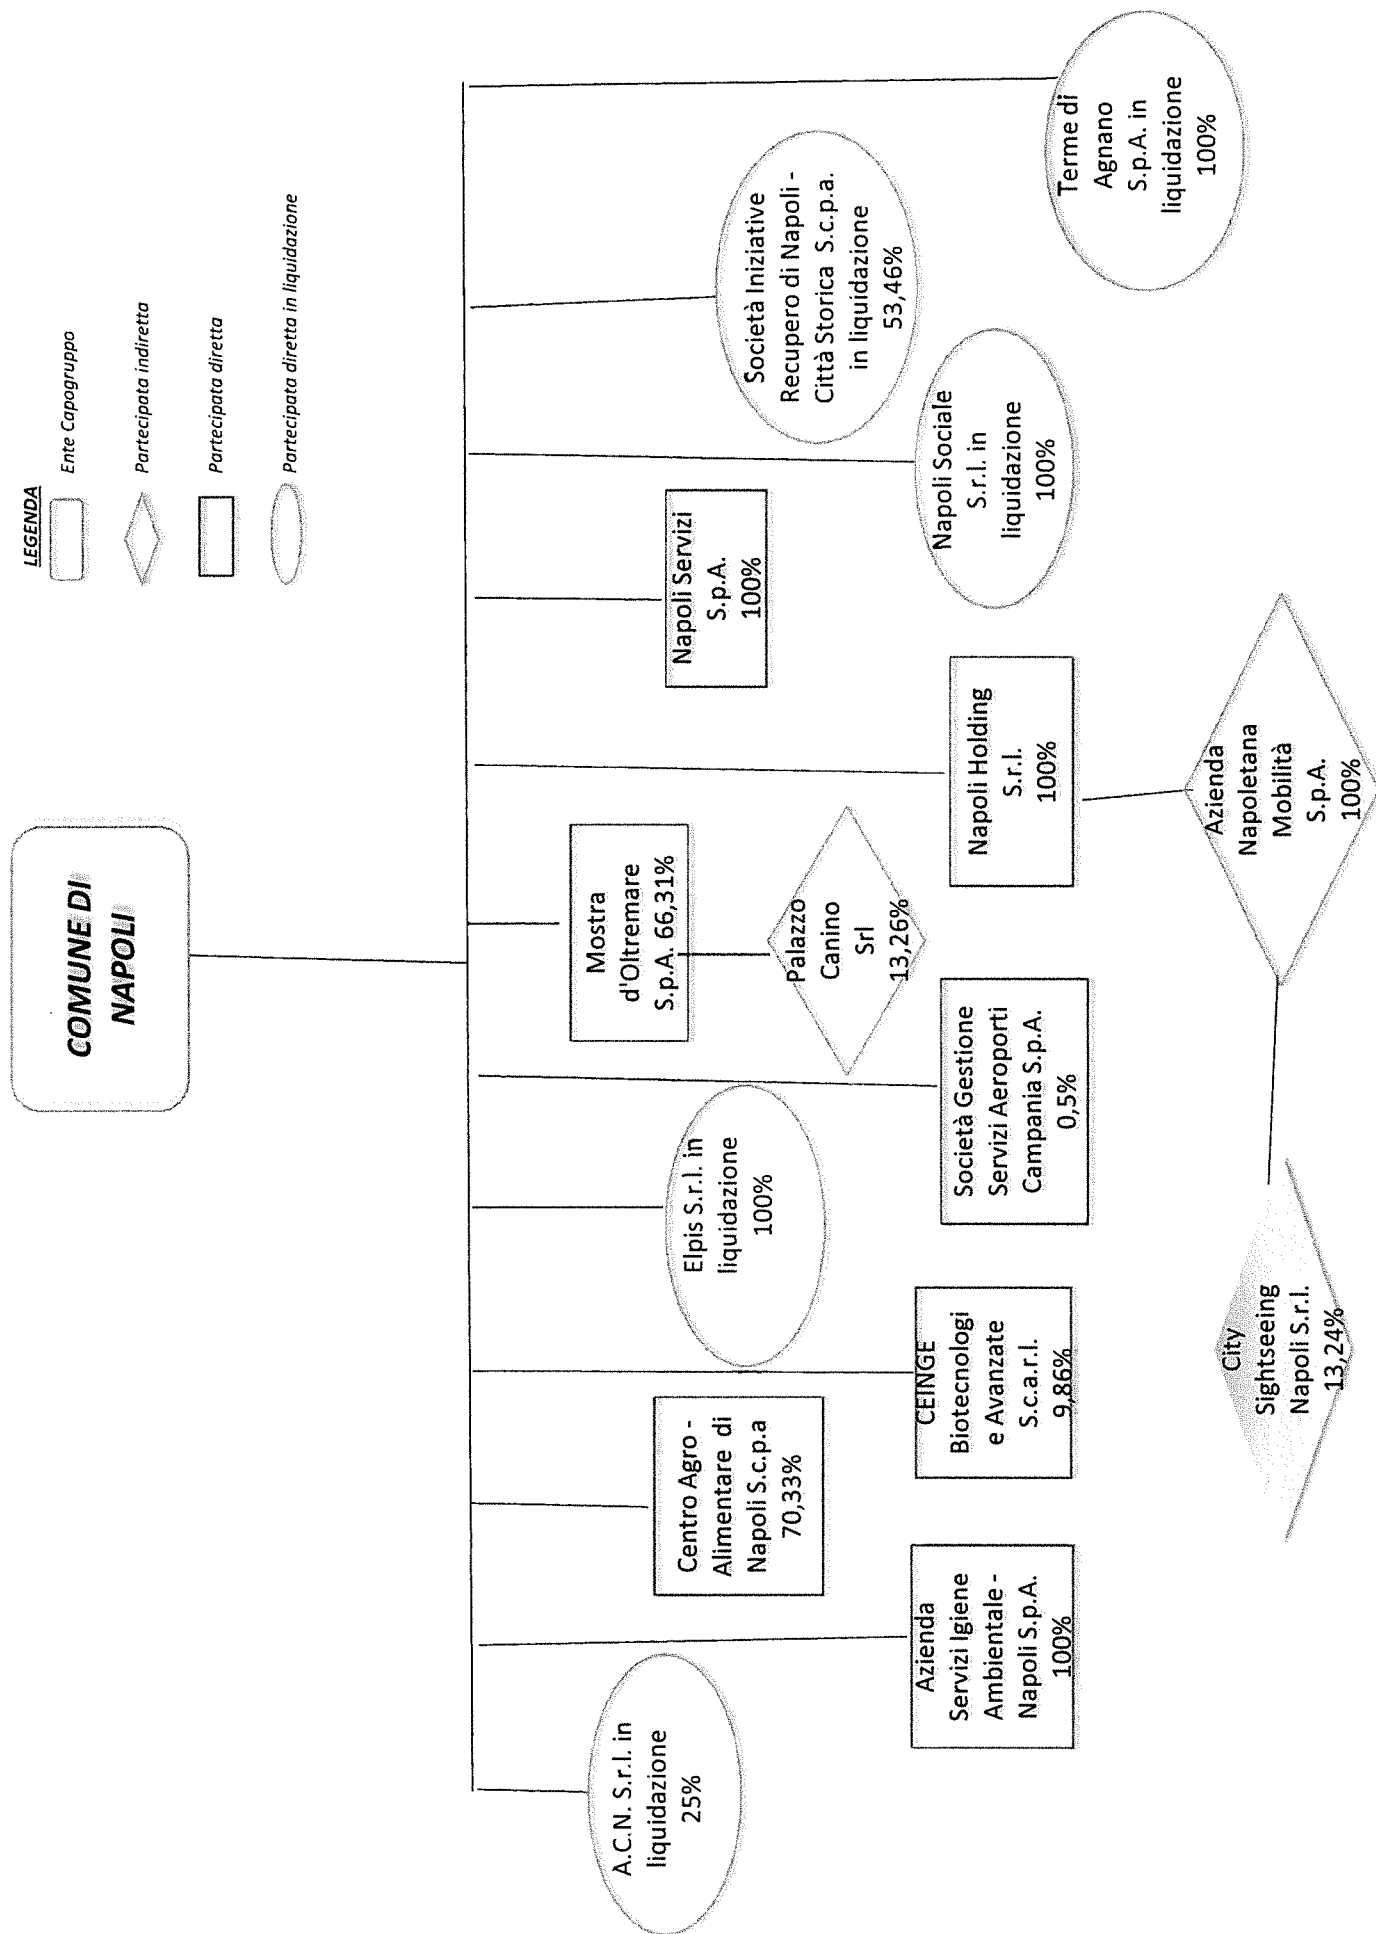 COMUNE DI
NAPOLI
LEGENDA
Ente Capogruppo
Partecipata indiretta
Partecipata diretta
Partecipata diretta in liquidazione
A.C.N. S.r.l. in
liquidazione
25%
Azienda
Servizi Igiene
Ambientale -
Napoli S.p.A.
100%
Centro Agro -
Alimentare di
Napoli S.c.p.a
70,33%
CEINGE
Biotecnologi
e Avanzate
S.c.a.r.l.
9,86%
Elpis S.r.l. in
liquidazione
100%
Società Gestione
Servizi Aeroporti
Campania S.p.A.
0,5%
Mostra
d'Oltremare
S.p.A. 66,31%
Palazzo
Canino
Srl
13,26%
Napoli Holding
S.r.l.
100%
Azienda
Napoletana
Mobilità
S.p.A.
100%
City
Sightseeing
Napoli S.r.l.
13,24%
Napoli Servizi
S.p.A.
100%
Napoli Sociale
S.r.l. in
liquidazione
100%
Società Iniziative
Recupero di Napoli -
Città Storica S.c.p.a.
in liquidazione
53,46%
Terme di
Agnano
S.p.A. in
liquidazione
100%